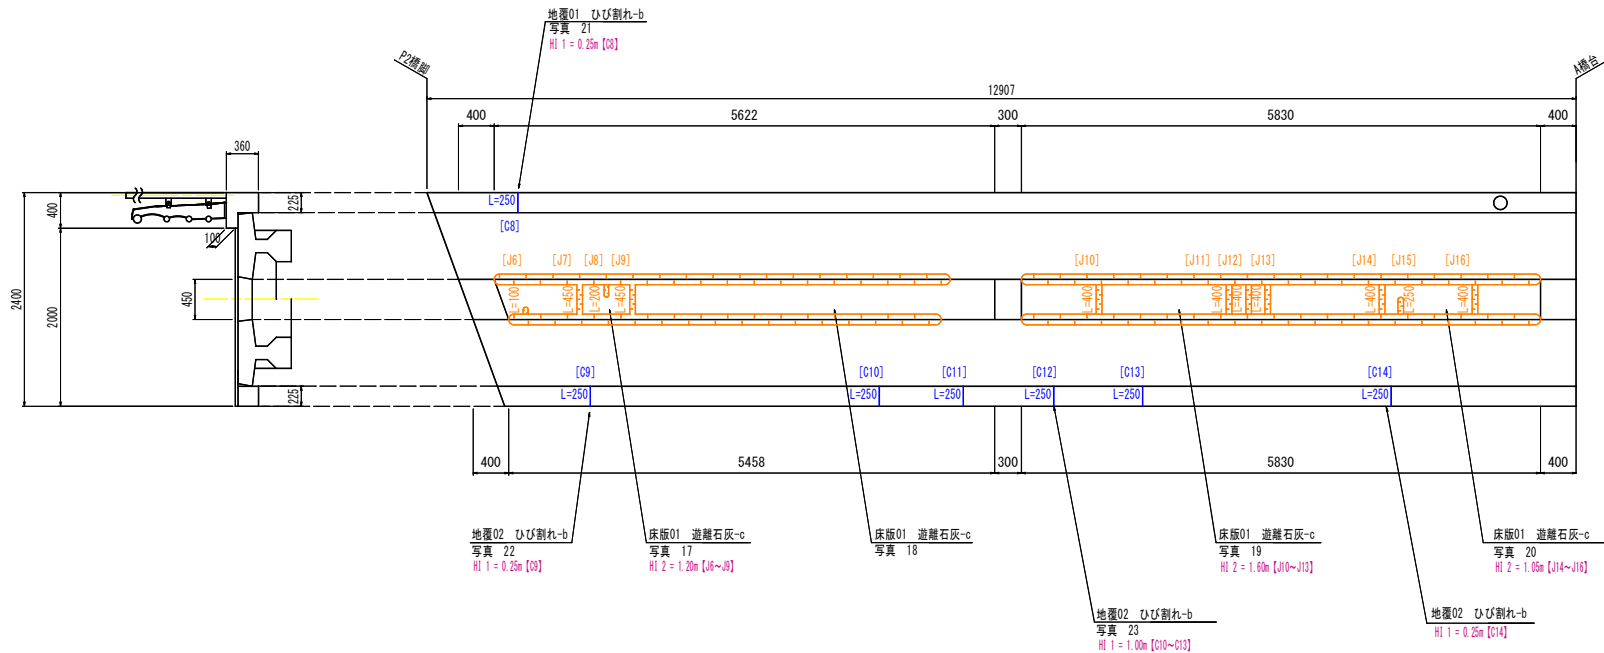 地覆01 ひび割れ-b
写真 21
HI 1 = 0.25m【C8】
P2橋脚
A橋台
12907
400
5622
300
5830
400
360
400
100
2400
2000
225
450
225
L=250
[C8]
[J6]
[J7]
[J8]
[J9]
[J10]
[J11]
[J12]
[J13]
[J14]
[J15]
[J16]
L=100
L=450
L=200
L=450
L=400
L=400
L=400
L=400
L=400
L=250
L=400
[C9]
[C10]
[C11]
[C12]
[C13]
[C14]
L=250
L=250
L=250
L=250
L=250
L=250
400
5458
300
5830
400
地覆02 ひび割れ-b
写真 22
HI 1 = 0.25m【C9】
床版01 遊離石灰-c
写真 17
HI 2 = 1.20m【J6~J9】
床版01 遊離石灰-c
写真 18
床版01 遊離石灰-c
写真 19
HI 2 = 1.60m【J10~J13】
床版01 遊離石灰-c
写真 20
HI 2 = 1.05m【J14~J16】
地覆02 ひび割れ-b
写真 23
HI 1 = 1.00m【C10~C13】
地覆02 ひび割れ-b
HI 1 = 0.25m【C14】